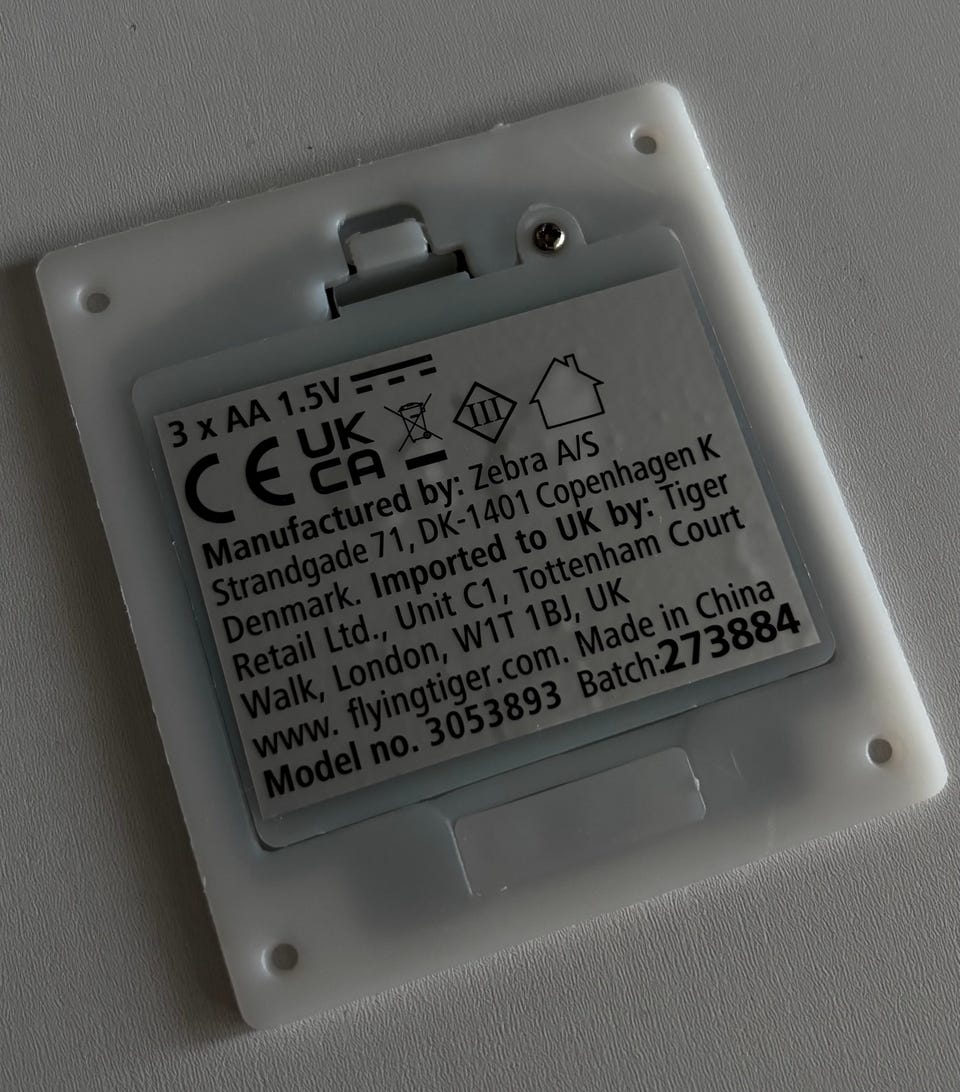 3 x AA 1.5V
CE UK CA III
Manufactured by: Zebra A/S
Strandgade 71, DK-1401 Copenhagen K
Denmark. Imported to UK by: Tiger
Retail Ltd., Unit C1, Tottenham Court
Walk, London, W1T 1BJ, UK
www. flyingtiger.com. Made in China
Model no. 3053893 Batch:273884